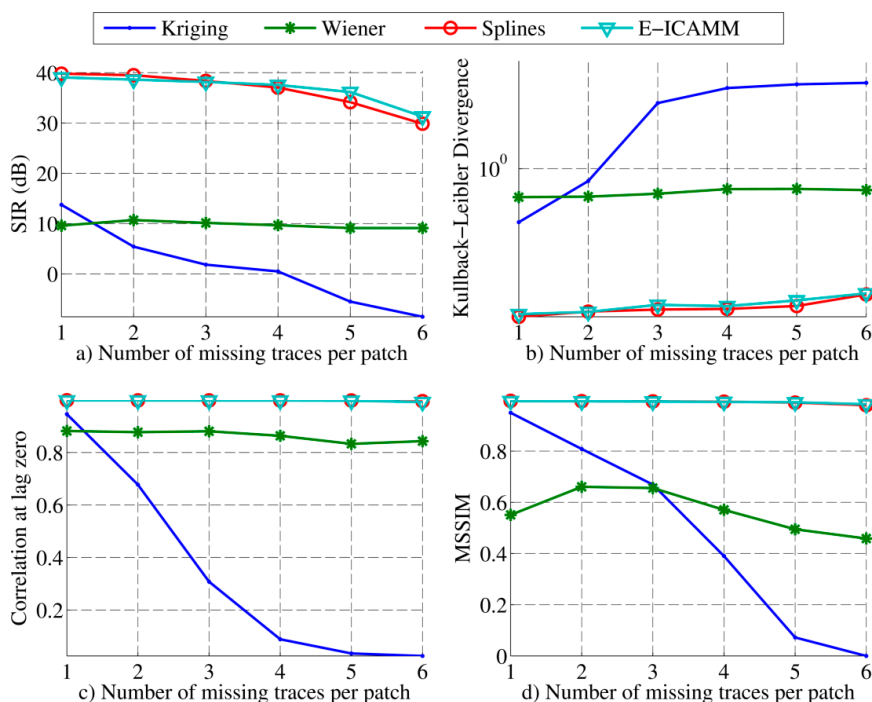 Kriging Wiener Splines E−ICAMM
SIR (dB)
40
30
20
10
0
1 2 3 4 5 6
a) Number of missing traces per patch
Kullback−Leibler Divergence
10^0
1 2 3 4 5 6
b) Number of missing traces per patch
Correlation at lag zero
0.8
0.6
0.4
0.2
1 2 3 4 5 6
c) Number of missing traces per patch
MSSIM
0.8
0.6
0.4
0.2
0
1 2 3 4 5 6
d) Number of missing traces per patch